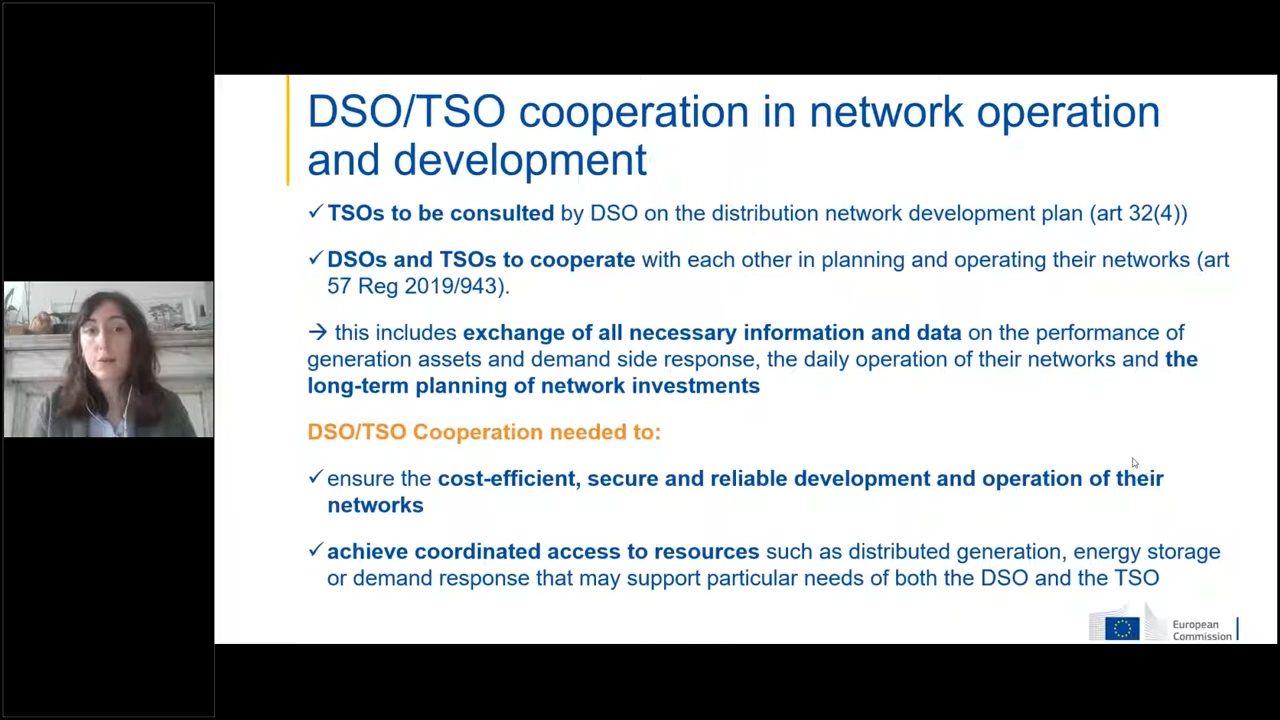 DSO/TSO cooperation in network operation
and development
✓TSOs to be consulted by DSO on the distribution network development plan (art 32(4))
✓DSOs and TSOs to cooperate with each other in planning and operating their networks (art
57 Reg 2019/943).
→ this includes exchange of all necessary information and data on the performance of
generation assets and demand side response, the daily operation of their networks and the
long-term planning of network investments
DSO/TSO Cooperation needed to:
✓ensure the cost-efficient, secure and reliable development and operation of their
networks
✓achieve coordinated access to resources such as distributed generation, energy storage
or demand response that may support particular needs of both the DSO and the TSO
European
Commission